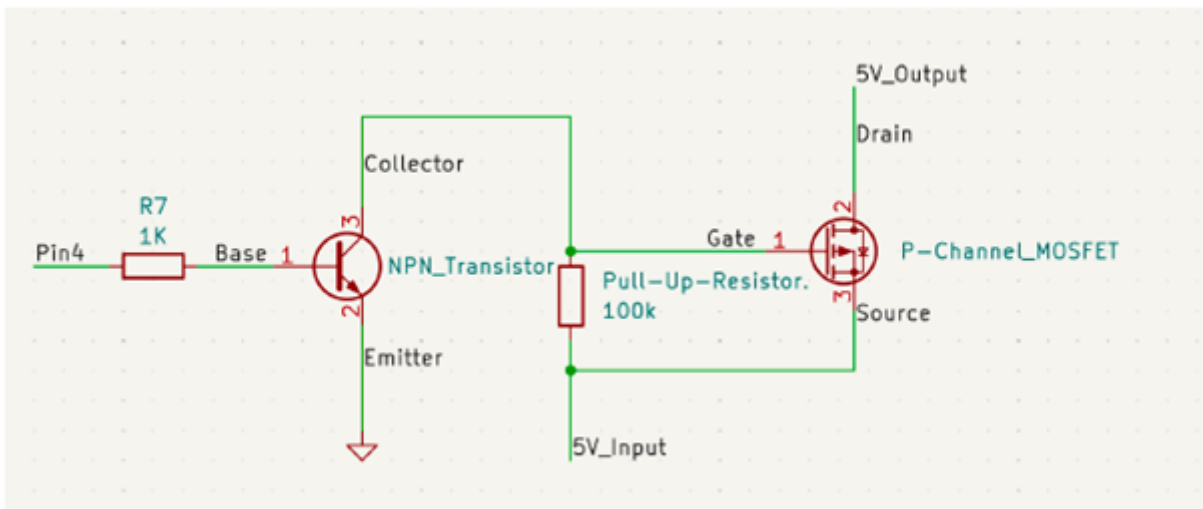 5V_Output
Drain
Collector
R7
1K
Pin4
Base
1
3
2
NPN_Transistor
Emitter
Gate
1
2
3
P-Channel_MOSFET
Pull-Up-Resistor.
100k
Source
5V_Input